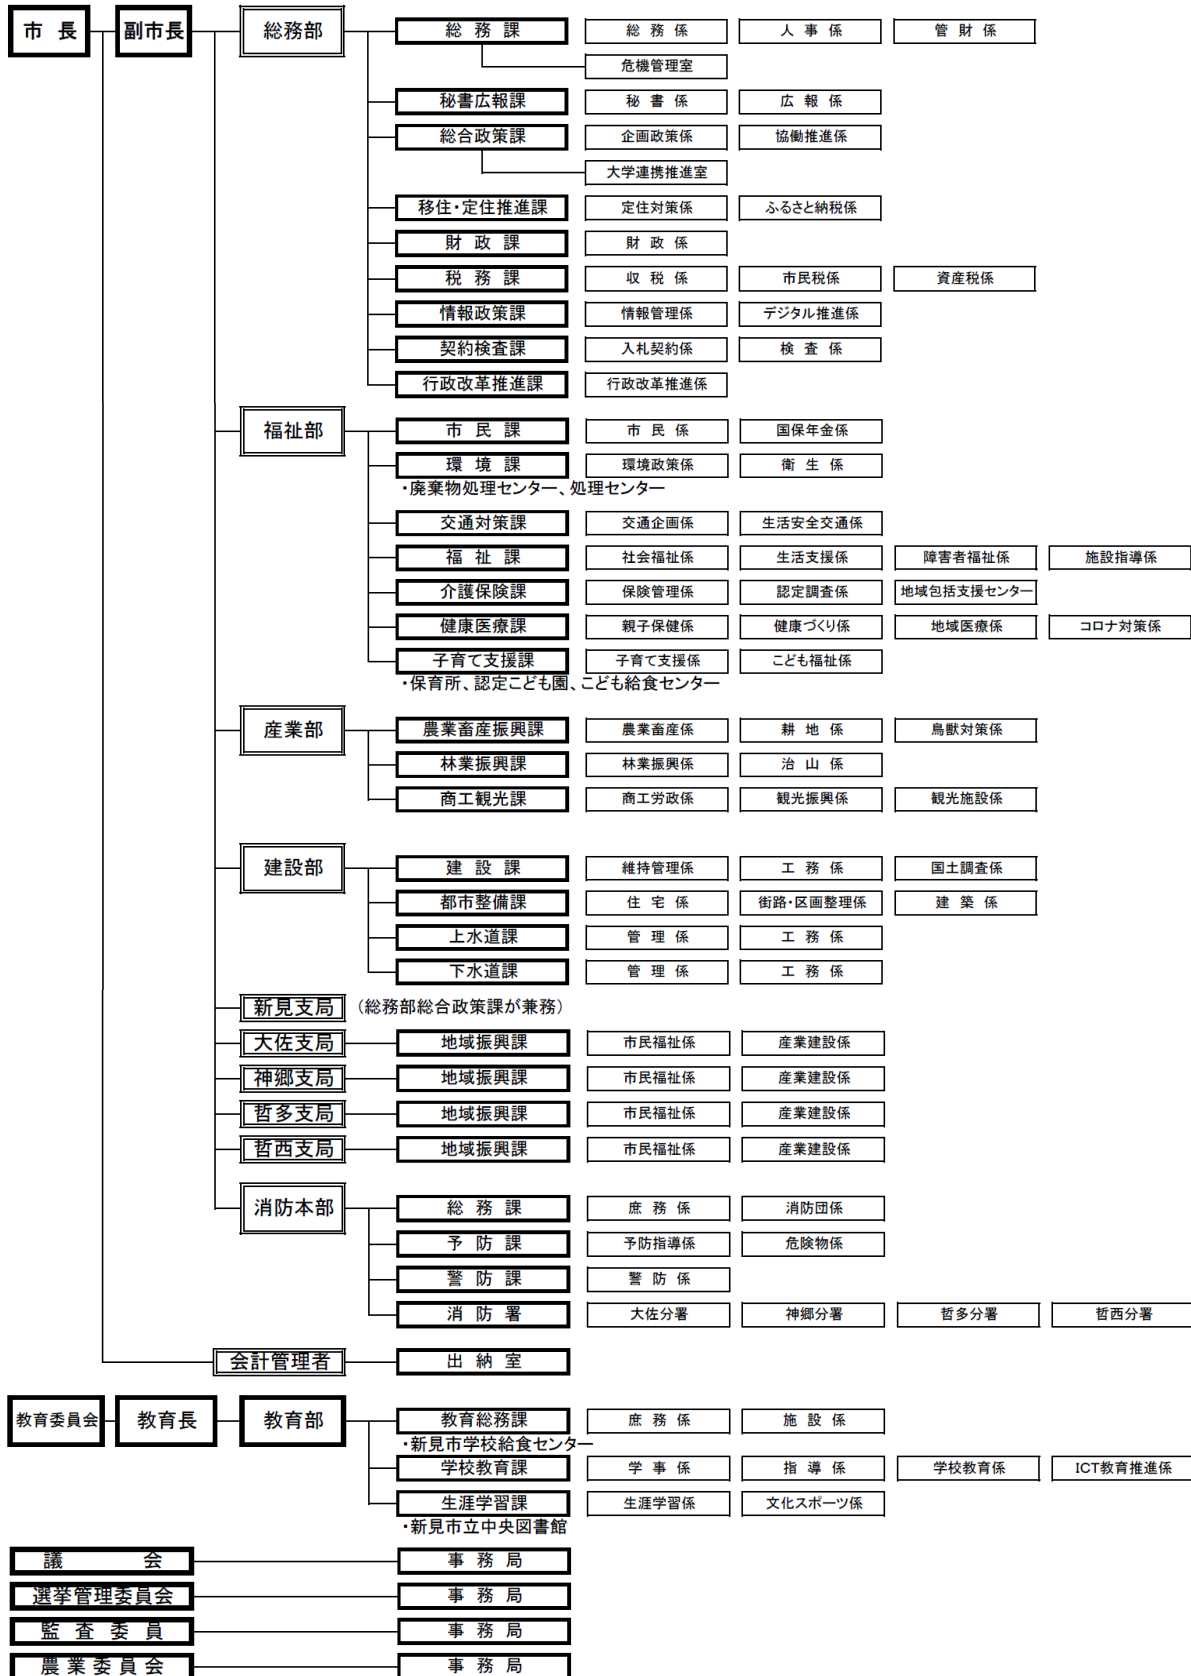 市 長 副市長 総務部 総 務 課 総 務 係 人 事 係 管 財 係
危機管理室
秘書広報課 秘 書 係 広 報 係
総合政策課 企画政策係 協働推進係
大学連携推進室
移住・定住推進課 定住対策係 ふるさと納税係
財 政 課 財 政 係
税 務 課 収 税 係 市民税係 資産税係
情報政策課 情報管理係 デジタル推進係
契約検査課 入札契約係 検 査 係
行政改革推進課 行政改革推進係
福祉部 市 民 課 市 民 係 国保年金係
環 境 課 環境政策係 衛 生 係
・廃棄物処理センター、処理センター
交通対策課 交通企画係 生活安全交通係
福 祉 課 社会福祉係 生活支援係 障害者福祉係 施設指導係
介護保険課 保険管理係 認定調査係 地域包括支援センター
健康医療課 親子保健係 健康づくり係 地域医療係 コロナ対策係
子育て支援課 子育て支援係 こども福祉係
・保育所、認定こども園、こども給食センター
産業部 農業畜産振興課 農業畜産係 耕 地 係 鳥獣対策係
林業振興課 林業振興係 治 山 係
商工観光課 商工労政係 観光振興係 観光施設係
建設部 建 設 課 維持管理係 工 務 係 国土調査係
都市整備課 住 宅 係 街路・区画整理係 建 築 係
上水道課 管 理 係 工 務 係
下水道課 管 理 係 工 務 係
新見支局 （総務部総合政策課が兼務）
大佐支局 地域振興課 市民福祉係 産業建設係
神郷支局 地域振興課 市民福祉係 産業建設係
哲多支局 地域振興課 市民福祉係 産業建設係
哲西支局 地域振興課 市民福祉係 産業建設係
消防本部 総 務 課 庶 務 係 消防団係
予 防 課 予防指導係 危険物係
警 防 課 警 防 係
消 防 署 大佐分署 神郷分署 哲多分署 哲西分署
会計管理者 出 納 室
教育委員会 教育長 教育部 教育総務課 庶 務 係 施 設 係
・新見市学校給食センター
学校教育課 学 事 係 指 導 係 学校教育係 ICT教育推進係
生涯学習課 生涯学習係 文化スポーツ係
・新見市立中央図書館
議 会 事 務 局
選挙管理委員会 事 務 局
監 査 委 員 事 務 局
農 業 委 員 会 事 務 局